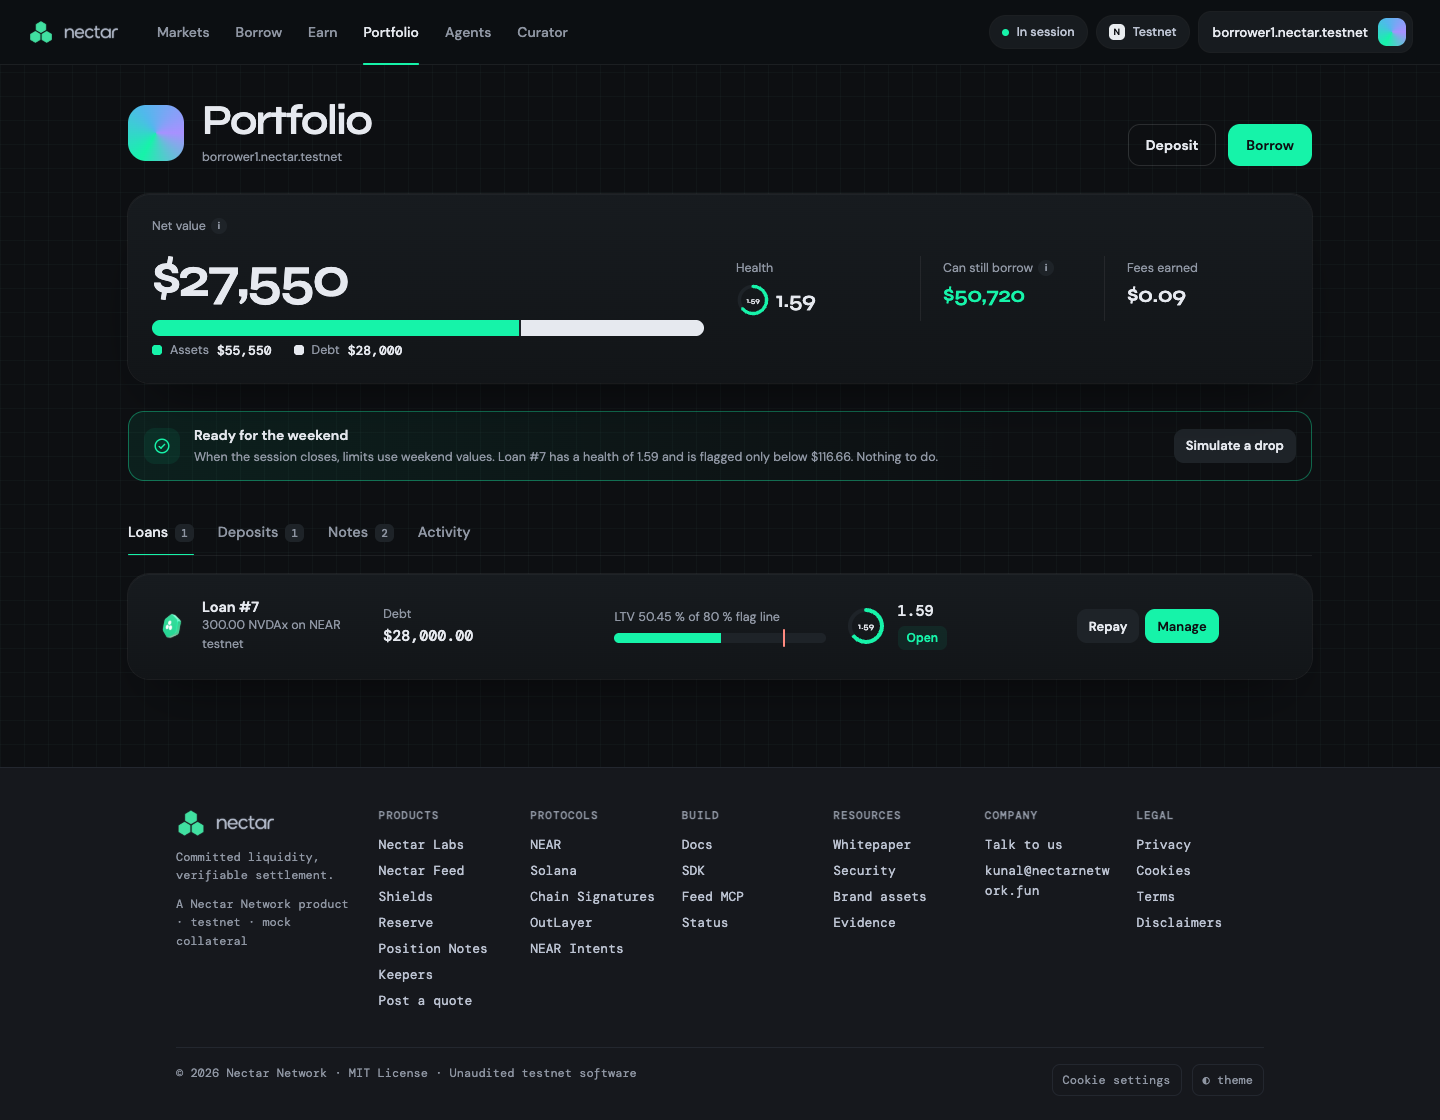 nectar
Markets
Borrow
Earn
Portfolio
Agents
Curator
In session
N
Testnet
borrower1.nectar.testnet
Portfolio
borrower1.nectar.testnet
Deposit
Borrow
Net value i
$27,550
Assets $55,550
Debt $28,000
Health
1.59
1.59
Can still borrow i
$50,720
Fees earned
$0.09
Ready for the weekend
When the session closes, limits use weekend values. Loan #7 has a health of 1.59 and is flagged only below $116.66. Nothing to do.
Simulate a drop
Loans 1
Deposits 1
Notes 2
Activity
Loan #7
300.00 NVDAx on NEAR
testnet
Debt
$28,000.00
LTV 50.45 % of 80 % flag line
1.59
1.59
Open
Repay
Manage
nectar
Committed liquidity,
verifiable settlement.
A Nectar Network product
· testnet · mock
collateral
PRODUCTS
Nectar Labs
Nectar Feed
Shields
Reserve
Position Notes
Keepers
Post a quote
PROTOCOLS
NEAR
Solana
Chain Signatures
OutLayer
NEAR Intents
BUILD
Docs
SDK
Feed MCP
Status
RESOURCES
Whitepaper
Security
Brand assets
Evidence
COMPANY
Talk to us
kunal@nectarnetw
ork.fun
LEGAL
Privacy
Cookies
Terms
Disclaimers
© 2026 Nectar Network · MIT License · Unaudited testnet software
Cookie settings
◐ theme